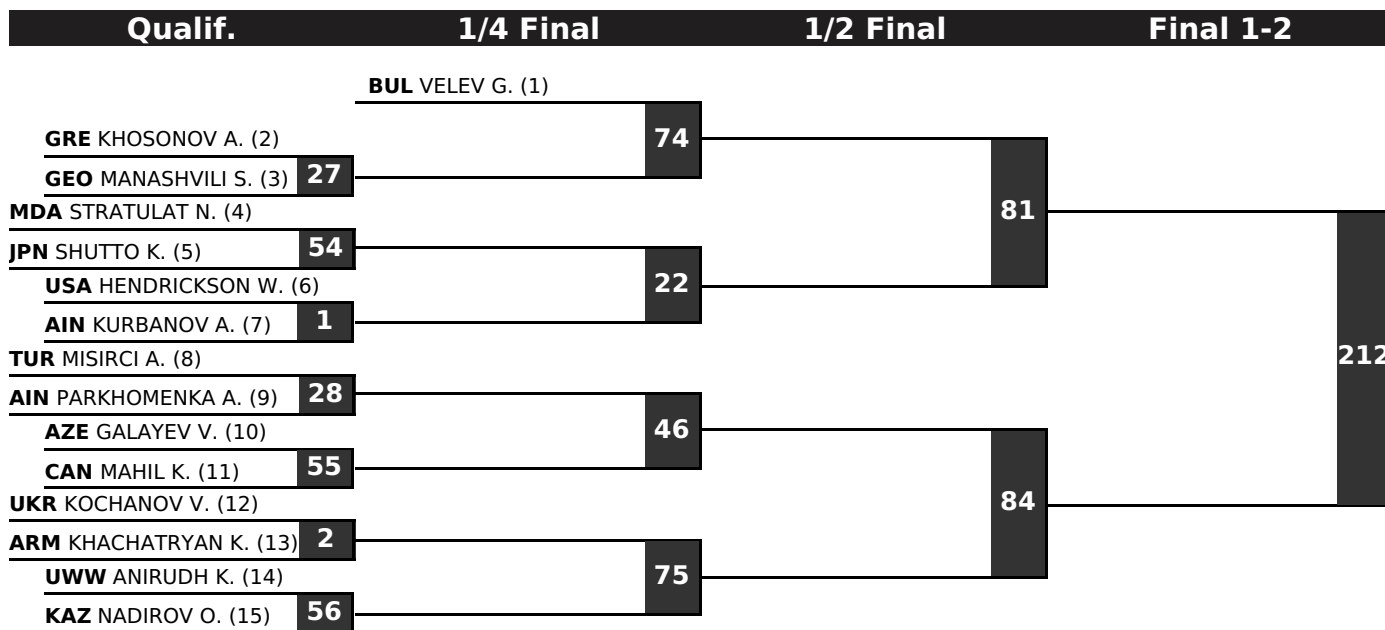 Qualif. 1/4 Final 1/2 Final Final 1-2
BUL VELEV G. (1)
74
GRE KHOSONOV A. (2)
GEO MANASHVILI S. (3) 27
MDA STRATULAT N. (4)
81
JPN SHUTTO K. (5) 54
USA HENDRICKSON W. (6)
22
AIN KURBANOV A. (7) 1
TUR MISIRCI A. (8)
212
AIN PARKHOMENKA A. (9) 28
AZE GALAYEV V. (10)
46
CAN MAHIL K. (11) 55
UKR KOCHANOV V. (12)
84
ARM KHACHATRYAN K. (13) 2
UWW ANIRUDH K. (14)
75
KAZ NADIROV O. (15) 56